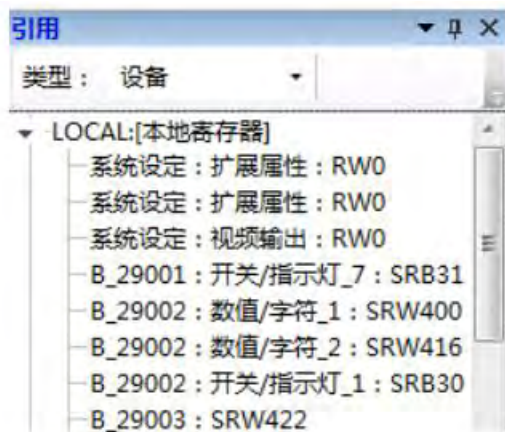 引用
类型： 设备
LOCAL:[本地寄存器]
系统设定：扩展属性：RW0
系统设定：扩展属性：RW0
系统设定：视频输出：RW0
B_29001：开关/指示灯_7：SRB31
B_29002：数值/字符_1：SRW400
B_29002：数值/字符_2：SRW416
B_29002：开关/指示灯_1：SRB30
B_29003：SRW422